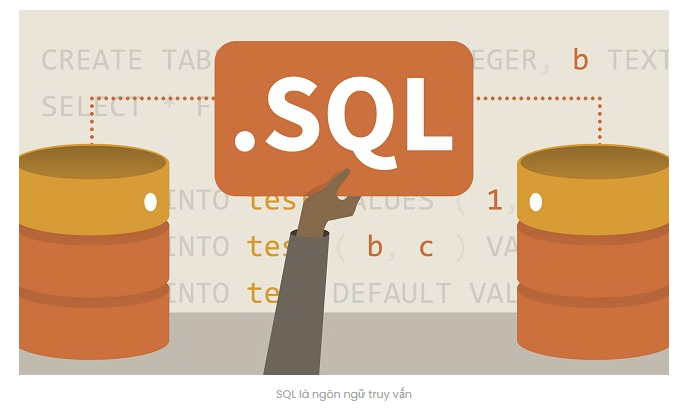 CREATE TAB EGER, b TEXT
SELECT * F
.SQL
INTO tes ALUES ( 1,
INTO tes ( b, c ) VA
INTO te DEFAULT VAL
SQL là ngôn ngữ truy vấn